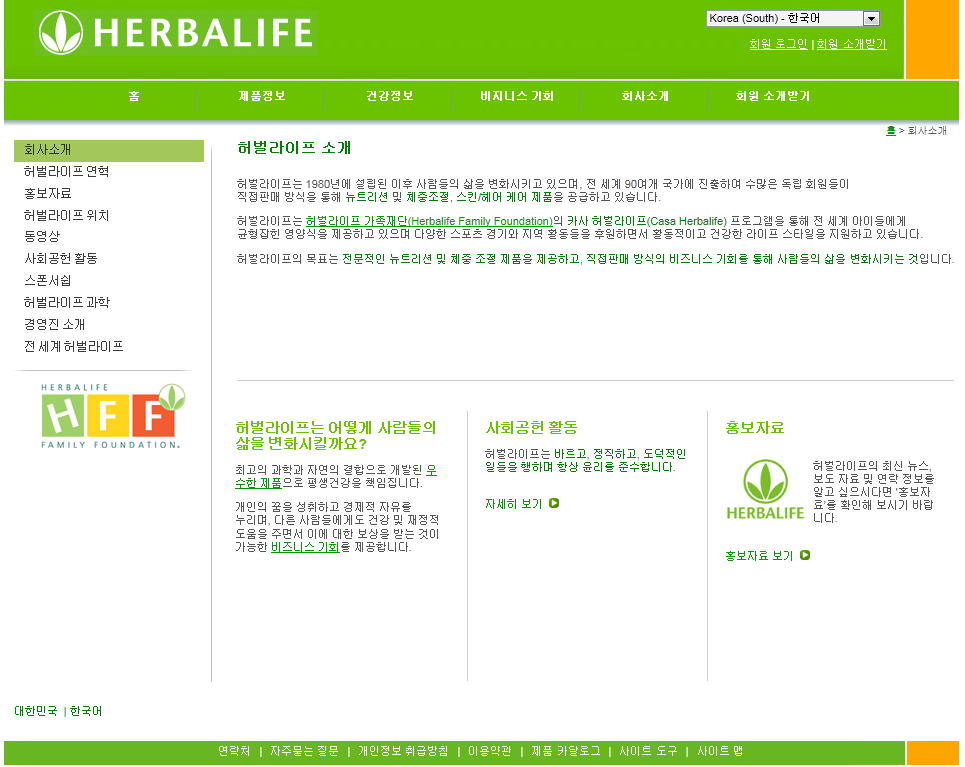 HERBALIFE
Korea (South) - 한국어
회원 로그인 | 회원 소개받기
홈 제품정보 건강정보 비지니스 기회 회사소개 회원 소개받기
홈 > 회사소개
회사소개
허벌라이프 연혁
홍보자료
허벌라이프 위치
동영상
사회공헌 활동
스폰서쉽
허벌라이프 과학
경영진 소개
전 세계 허벌라이프
HERBALIFE
HFF
FAMILY FOUNDATION.
허벌라이프 소개
허벌라이프는 1980년에 설립된 이후 사람들의 삶을 변화시키고 있으며, 전 세계 90여개 국가에 진출하여 수많은 독립 회원들이
직접판매 방식을 통해 뉴트리션 및 체중조절, 스킨/헤어 케어 제품을 공급하고 있습니다.
허벌라이프는 허벌라이프 가족재단(Herbalife Family Foundation)의 카사 허벌라이프(Casa Herbalife) 프로그램을 통해 전 세계 아이들에게
균형잡힌 영양식을 제공하고 있으며 다양한 스포츠 경기와 지역 활동들을 후원하면서 활동적이고 건강한 라이프 스타일을 지원하고 있습니다.
허벌라이프의 목표는 전문적인 뉴트리션 및 체중 조절 제품을 제공하고, 직접판매 방식의 비즈니스 기회를 통해 사람들의 삶을 변화시키는 것입니다.
허벌라이프는 어떻게 사람들의
삶을 변화시킬까요?
최고의 과학과 자연의 결합으로 개발된 우
수한 제품으로 평생건강을 책임집니다.
개인의 꿈을 성취하고 경제적 자유를
누리며, 다른 사람들에게도 건강 및 재정적
도움을 주면서 이에 대한 보상을 받는 것이
가능한 비즈니스 기회를 제공합니다.
사회공헌 활동
허벌라이프는 바르고, 정직하고, 도덕적인
일들을 행하며 항상 윤리를 준수합니다.
자세히 보기
홍보자료
HERBALIFE
허벌라이프의 최신 뉴스,
보도 자료 및 연락 정보를
알고 싶으시다면 '홍보자
료'를 확인해 보시기 바랍
니다.
홍보자료 보기
대한민국 | 한국어
연락처 | 자주묻는 질문 | 개인정보 취급방침 | 이용약관 | 제품 카달로그 | 사이트 도구 | 사이트 맵